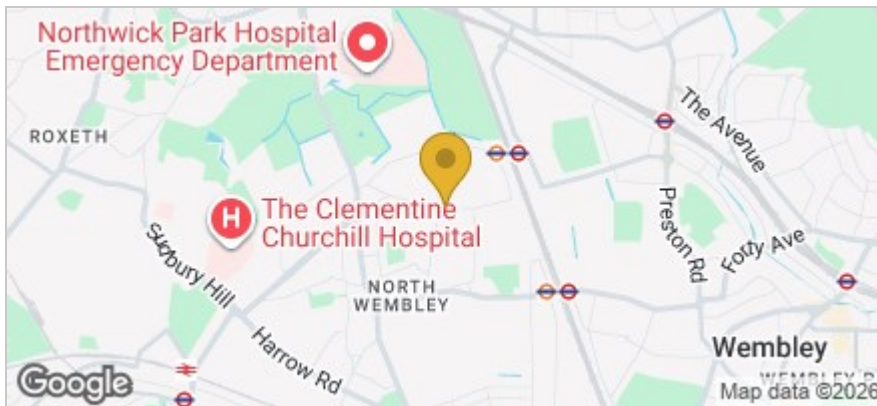 Northwick Park Hospital
Emergency Department
The Avenue
ROXETH
H
The Clementine
Churchill Hospital
Preston Rd
Forty Ave
Sudbury Hill
NORTH
WEMBLEY
Harrow Rd
Wembley
Google
Map data ©2026